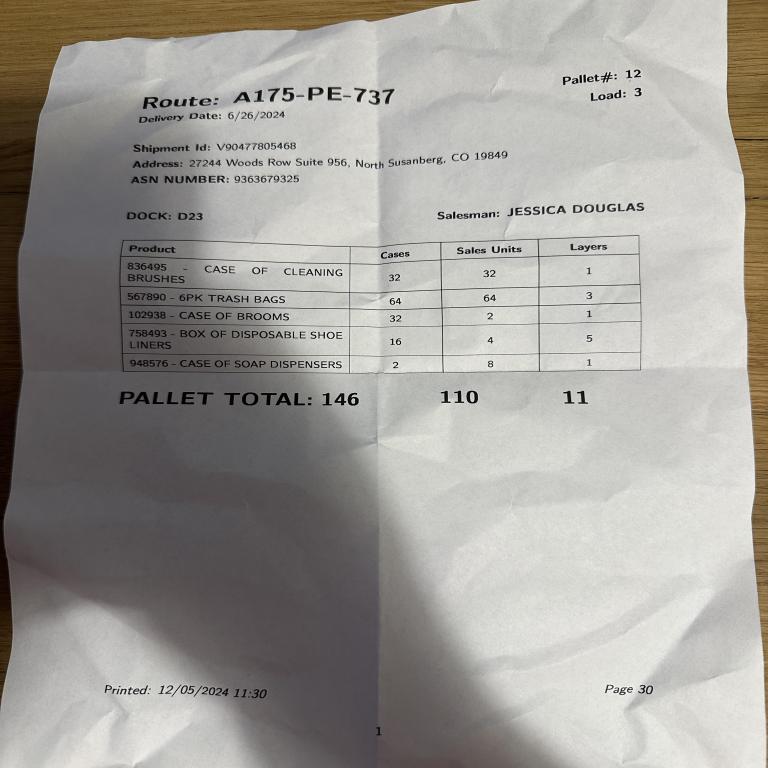 Route: A175-PE-737
Pallet#: 12
Delivery Date: 6/26/2024
Load: 3
Shipment Id: V90477805468
Address: 27244 Woods Row Suite 956, North Susanberg, CO 19849
ASN NUMBER: 9363679325
DOCK: D23
Salesman: JESSICA DOUGLAS
Product Cases Sales Units Layers
836495 - CASE OF CLEANING
BRUSHES 32 32 1
567890 - 6PK TRASH BAGS 64 64 3
102938 - CASE OF BROOMS 32 2 1
758493 - BOX OF DISPOSABLE SHOE
LINERS 16 4 5
948576 - CASE OF SOAP DISPENSERS 2 8 1
PALLET TOTAL: 146 110 11
Printed: 12/05/2024 11:30
Page 30
1